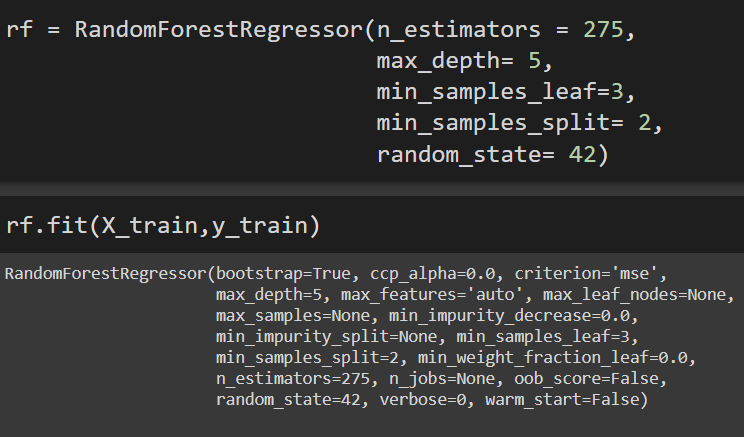 rf = RandomForestRegressor(n_estimators = 275,
max_depth= 5,
min_samples_leaf=3,
min_samples_split= 2,
random_state= 42)
rf.fit(X_train,y_train)
RandomForestRegressor(bootstrap=True, ccp_alpha=0.0, criterion='mse',
max_depth=5, max_features='auto', max_leaf_nodes=None,
max_samples=None, min_impurity_decrease=0.0,
min_impurity_split=None, min_samples_leaf=3,
min_samples_split=2, min_weight_fraction_leaf=0.0,
n_estimators=275, n_jobs=None, oob_score=False,
random_state=42, verbose=0, warm_start=False)